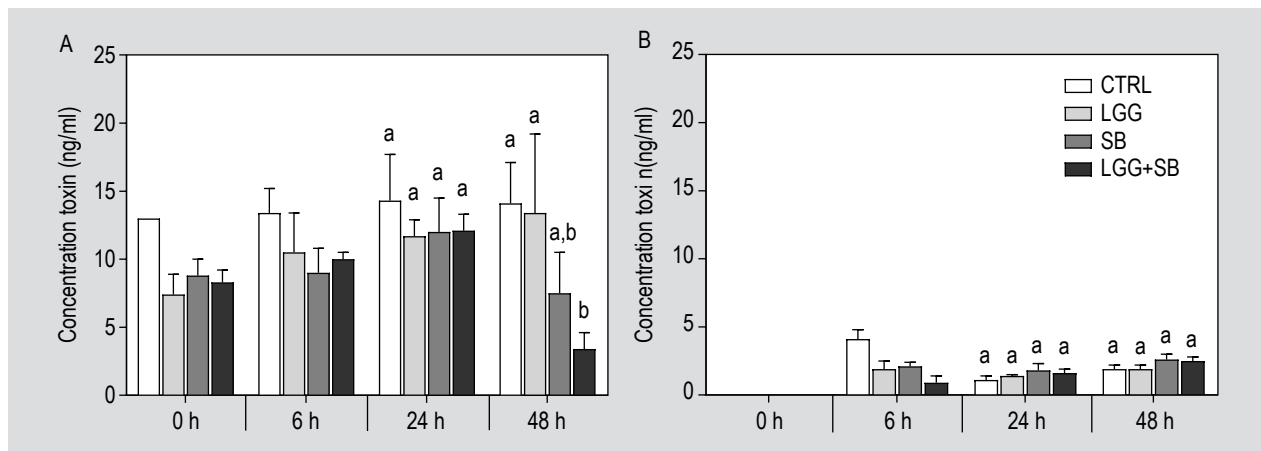 A
Concentration toxin (ng/ml)
25
20
15
10
5
0
a
a
a
a
a
a
a,b
b
0 h
6 h
24 h
48 h
B
Concentration toxi n(ng/ml)
25
20
15
10
5
0
CTRL
LGG
SB
LGG+SB
a
a
a
a
a
a
a
a
0 h
6 h
24 h
48 h